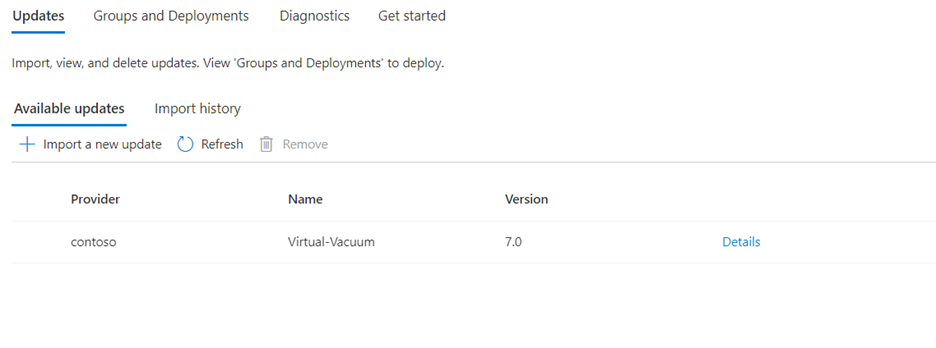 Updates Groups and Deployments Diagnostics Get started
Import, view, and delete updates. View 'Groups and Deployments' to deploy.
Available updates Import history
Import a new update Refresh Remove
Provider Name Version
contoso Virtual-Vacuum 7.0 Details